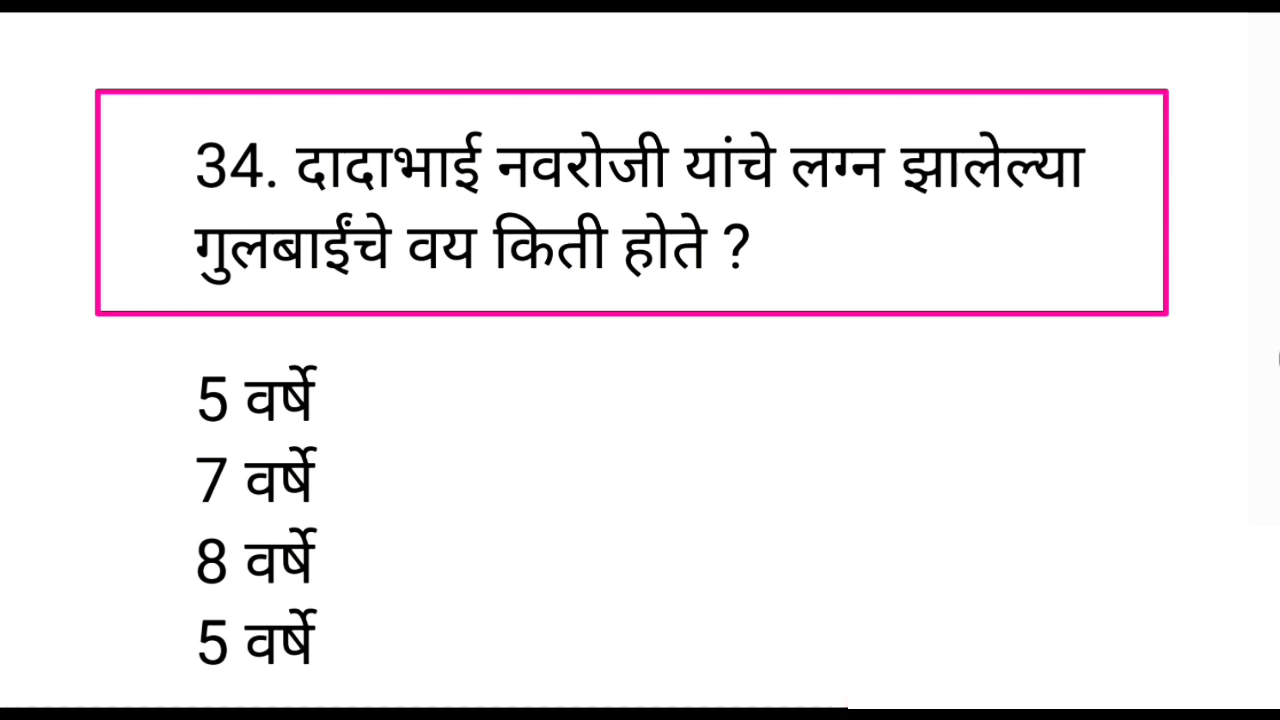 34. दादाभाई नवरोजी यांचे लग्न झालेल्या
गुलबाईंचे वय किती होते ?
5 वर्षे
7 वर्षे
8 वर्षे
5 वर्षे